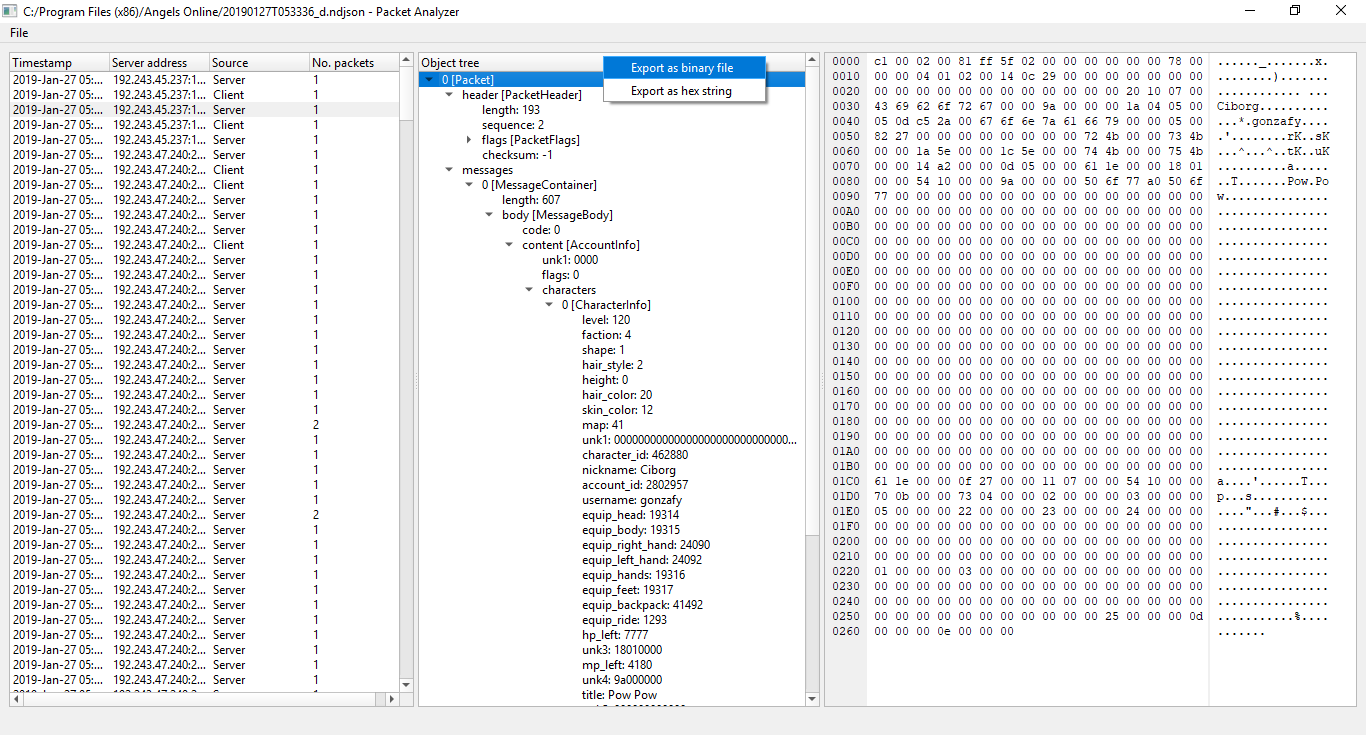 C:/Program Files (x86)/Angels Online/20190127T053336_d.ndjson - Packet Analyzer
File
Timestamp Server address Source No. packets
2019-Jan-27 05:... 192.243.45.237:1... Server 1
2019-Jan-27 05:... 192.243.45.237:1... Client 1
2019-Jan-27 05:... 192.243.45.237:1... Server 1
2019-Jan-27 05:... 192.243.45.237:1... Client 1
2019-Jan-27 05:... 192.243.45.237:1... Server 1
2019-Jan-27 05:... 192.243.47.240:2... Client 1
2019-Jan-27 05:... 192.243.47.240:2... Client 1
2019-Jan-27 05:... 192.243.47.240:2... Client 1
2019-Jan-27 05:... 192.243.47.240:2... Server 1
2019-Jan-27 05:... 192.243.47.240:2... Server 1
2019-Jan-27 05:... 192.243.47.240:2... Server 1
2019-Jan-27 05:... 192.243.47.240:2... Client 1
2019-Jan-27 05:... 192.243.47.240:2... Server 1
2019-Jan-27 05:... 192.243.47.240:2... Server 1
2019-Jan-27 05:... 192.243.47.240:2... Server 1
2019-Jan-27 05:... 192.243.47.240:2... Server 1
2019-Jan-27 05:... 192.243.47.240:2... Server 1
2019-Jan-27 05:... 192.243.47.240:2... Server 1
2019-Jan-27 05:... 192.243.47.240:2... Server 1
2019-Jan-27 05:... 192.243.47.240:2... Server 1
2019-Jan-27 05:... 192.243.47.240:2... Server 1
2019-Jan-27 05:... 192.243.47.240:2... Server 1
2019-Jan-27 05:... 192.243.47.240:2... Server 1
2019-Jan-27 05:... 192.243.47.240:2... Server 2
2019-Jan-27 05:... 192.243.47.240:2... Server 1
2019-Jan-27 05:... 192.243.47.240:2... Server 1
2019-Jan-27 05:... 192.243.47.240:2... Server 1
2019-Jan-27 05:... 192.243.47.240:2... Server 1
2019-Jan-27 05:... 192.243.47.240:2... Server 1
2019-Jan-27 05:... 192.243.47.240:2... Server 2
2019-Jan-27 05:... 192.243.47.240:2... Server 1
2019-Jan-27 05:... 192.243.47.240:2... Server 1
2019-Jan-27 05:... 192.243.47.240:2... Server 1
2019-Jan-27 05:... 192.243.47.240:2... Server 1
2019-Jan-27 05:... 192.243.47.240:2... Server 1
2019-Jan-27 05:... 192.243.47.240:2... Server 1
2019-Jan-27 05:... 192.243.47.240:2... Server 1
2019-Jan-27 05:... 192.243.47.240:2... Server 1
2019-Jan-27 05:... 192.243.47.240:2... Server 1
2019-Jan-27 05:... 192.243.47.240:2... Server 1
2019-Jan-27 05:... 192.243.47.240:2... Server 1
Object tree
Export as binary file
Export as hex string
0 [Packet]
header [PacketHeader]
length: 193
sequence: 2
flags [PacketFlags]
checksum: -1
messages
0 [MessageContainer]
length: 607
body [MessageBody]
code: 0
content [AccountInfo]
unk1: 0000
flags: 0
characters
0 [CharacterInfo]
level: 120
faction: 4
shape: 1
hair_style: 2
height: 0
hair_color: 20
skin_color: 12
map: 41
unk1: 0000000000000000000000000000...
character_id: 462880
nickname: Ciborg
account_id: 2802957
username: gonzafy
equip_head: 19314
equip_body: 19315
equip_right_hand: 24090
equip_left_hand: 24092
equip_hands: 19316
equip_feet: 19317
equip_backpack: 41492
equip_ride: 1293
hp_left: 7777
unk3: 18010000
mp_left: 4180
unk4: 9a000000
title: Pow Pow
0000 c1 00 02 00 81 ff 5f 02 00 00 00 00 00 00 78 00 ......_.......x.
0010 00 00 04 01 02 00 14 0c 29 00 00 00 00 00 00 00 ........).......
0020 00 00 00 00 00 00 00 00 00 00 00 00 20 10 07 00 ............ ...
0030 43 69 62 6f 72 67 00 00 9a 00 00 00 1a 04 05 00 Ciborg..........
0040 05 0d c5 2a 00 67 6f 6e 7a 61 66 79 00 00 05 00 ...*.gonzafy....
0050 82 27 00 00 00 00 00 00 00 00 72 4b 00 00 73 4b .'........rK..sK
0060 00 00 1a 5e 00 00 1c 5e 00 00 74 4b 00 00 75 4b ...^...^..tK..uK
0070 00 00 14 a2 00 00 0d 05 00 00 61 1e 00 00 18 01 ..........a.....
0080 00 00 54 10 00 00 9a 00 00 00 50 6f 77 a0 50 6f ..T.......Pow.Po
0090 77 00 00 00 00 00 00 00 00 00 00 00 00 00 00 00 w...............
00A0 00 00 00 00 00 00 00 00 00 00 00 00 00 00 00 00 ................
00B0 00 00 00 00 00 00 00 00 00 00 00 00 00 00 00 00 ................
00C0 00 00 00 00 00 00 00 00 00 00 00 00 00 00 00 00 ................
00D0 00 00 00 00 00 00 00 00 00 00 00 00 00 00 00 00 ................
00E0 00 00 00 00 00 00 00 00 00 00 00 00 00 00 00 00 ................
00F0 00 00 00 00 00 00 00 00 00 00 00 00 00 00 00 00 ................
0100 00 00 00 00 00 00 00 00 00 00 00 00 00 00 00 00 ................
0110 00 00 00 00 00 00 00 00 00 00 00 00 00 00 00 00 ................
0120 00 00 00 00 00 00 00 00 00 00 00 00 00 00 00 00 ................
0130 00 00 00 00 00 00 00 00 00 00 00 00 00 00 00 00 ................
0140 00 00 00 00 00 00 00 00 00 00 00 00 00 00 00 00 ................
0150 00 00 00 00 00 00 00 00 00 00 00 00 00 00 00 00 ................
0160 00 00 00 00 00 00 00 00 00 00 00 00 00 00 00 00 ................
0170 00 00 00 00 00 00 00 00 00 00 00 00 00 00 00 00 ................
0180 00 00 00 00 00 00 00 00 00 00 00 00 00 00 00 00 ................
0190 00 00 00 00 00 00 00 00 00 00 00 00 00 00 00 00 ................
01A0 00 00 00 00 00 00 00 00 00 00 00 00 00 00 00 00 ................
01B0 00 00 00 00 00 00 00 00 00 00 00 00 00 00 00 00 ................
01C0 61 1e 00 00 0f 27 00 00 11 07 00 00 54 10 00 00 a....'......T...
01D0 70 0b 00 00 73 04 00 00 02 00 00 00 03 00 00 00 p...s...........
01E0 05 00 00 00 22 00 00 00 23 00 00 00 24 00 00 00 ...."...#...$...
01F0 00 00 00 00 00 00 00 00 00 00 00 00 00 00 00 00 ................
0200 00 00 00 00 00 00 00 00 00 00 00 00 00 00 00 00 ................
0210 00 00 00 00 00 00 00 00 00 00 00 00 00 00 00 00 ................
0220 01 00 00 00 03 00 00 00 00 00 00 00 00 00 00 00 ................
0230 00 00 00 00 00 00 00 00 00 00 00 00 00 00 00 00 ................
0240 00 00 00 00 00 00 00 00 00 00 00 00 00 00 00 00 ................
0250 00 00 00 00 00 00 00 00 00 00 00 25 00 00 00 0d ...........%....
0260 00 00 00 0e 00 00 00 .......